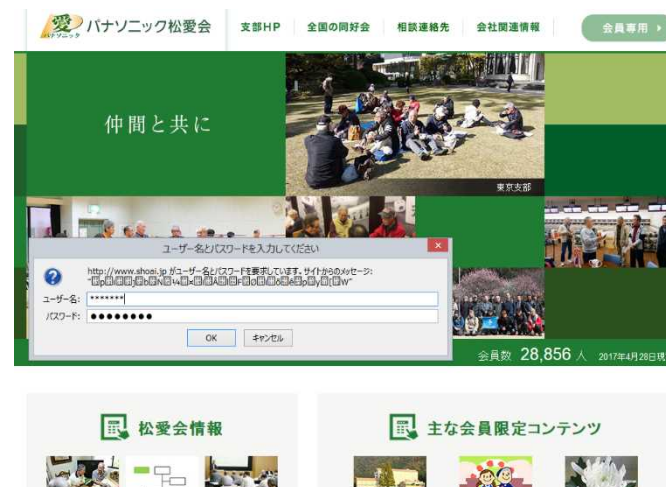 愛
パナソニック
パナソニック松愛会
支部HP
全国の同好会
相談連絡先
会社関連情報
会員専用
仲間と共に
東京支部
ユーザー名とパスワードを入力してください
http://www.shoai.jp がユーザー名とパスワードを要求しています。サイトからのメッセージ:
ユーザー名: *******
パスワード: ●●●●●●●●
OK
キャンセル
会員数 28,856 人 2017年4月28日現
松愛会情報
主な会員限定コンテンツ